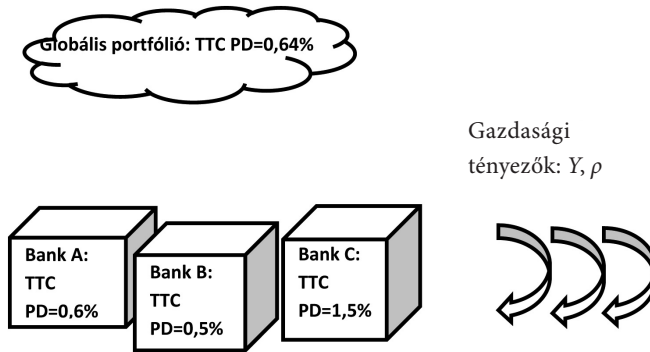 Globális portfólió: TTC PD=0,64%
Gazdasági
tényezők: Y, ρ
Bank A:
TTC
PD=0,6%
Bank B:
TTC
PD=0,5%
Bank C:
TTC
PD=1,5%